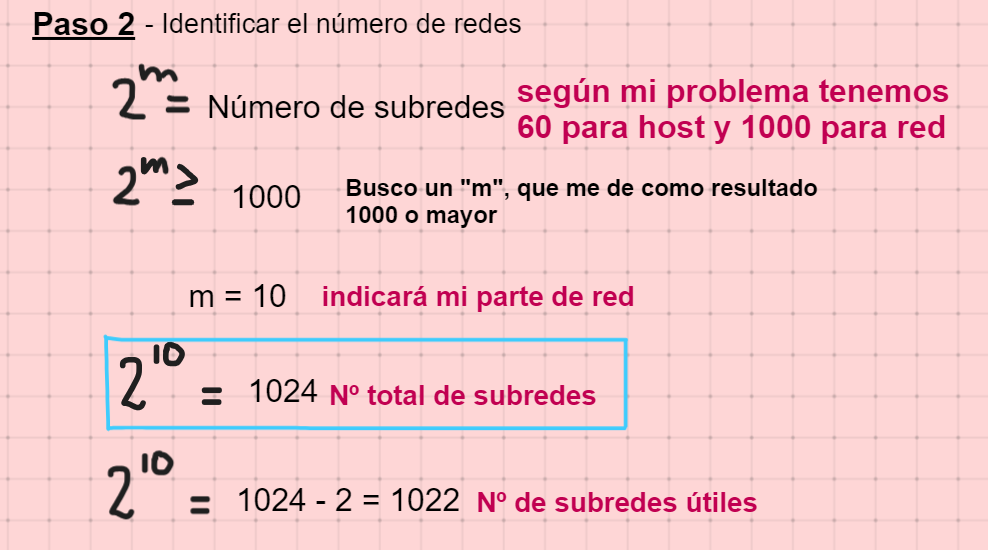 Paso 2 - Identificar el número de redes
2^m = Número de subredes según mi problema tenemos
60 para host y 1000 para red
2^m ≥ 1000 Busco un "m", que me de como resultado
1000 o mayor
m = 10 indicará mi parte de red
2^10 = 1024 Nº total de subredes
2^10 = 1024 - 2 = 1022 Nº de subredes útiles